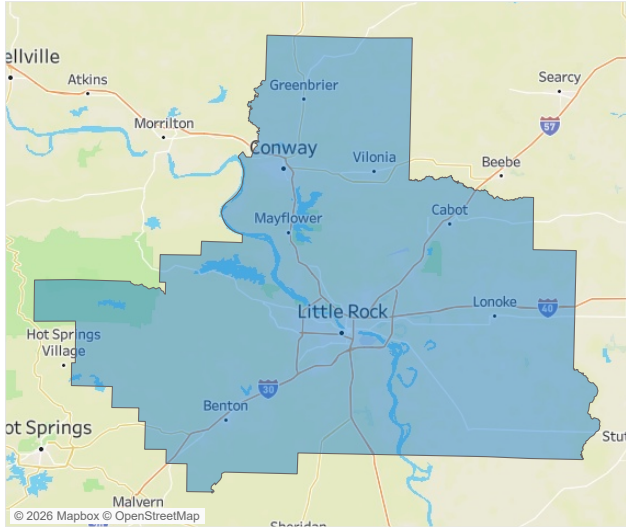 ellville
Atkins
Greenbrier
Searcy
Morrilton
57
Conway
Vilonia
Beebe
Mayflower
Cabot
Little Rock
Lonoke
40
Hot Springs
Village
30
Benton
ot Springs
Stut
Malvern
© 2026 Mapbox © OpenStreetMap
Sheridan